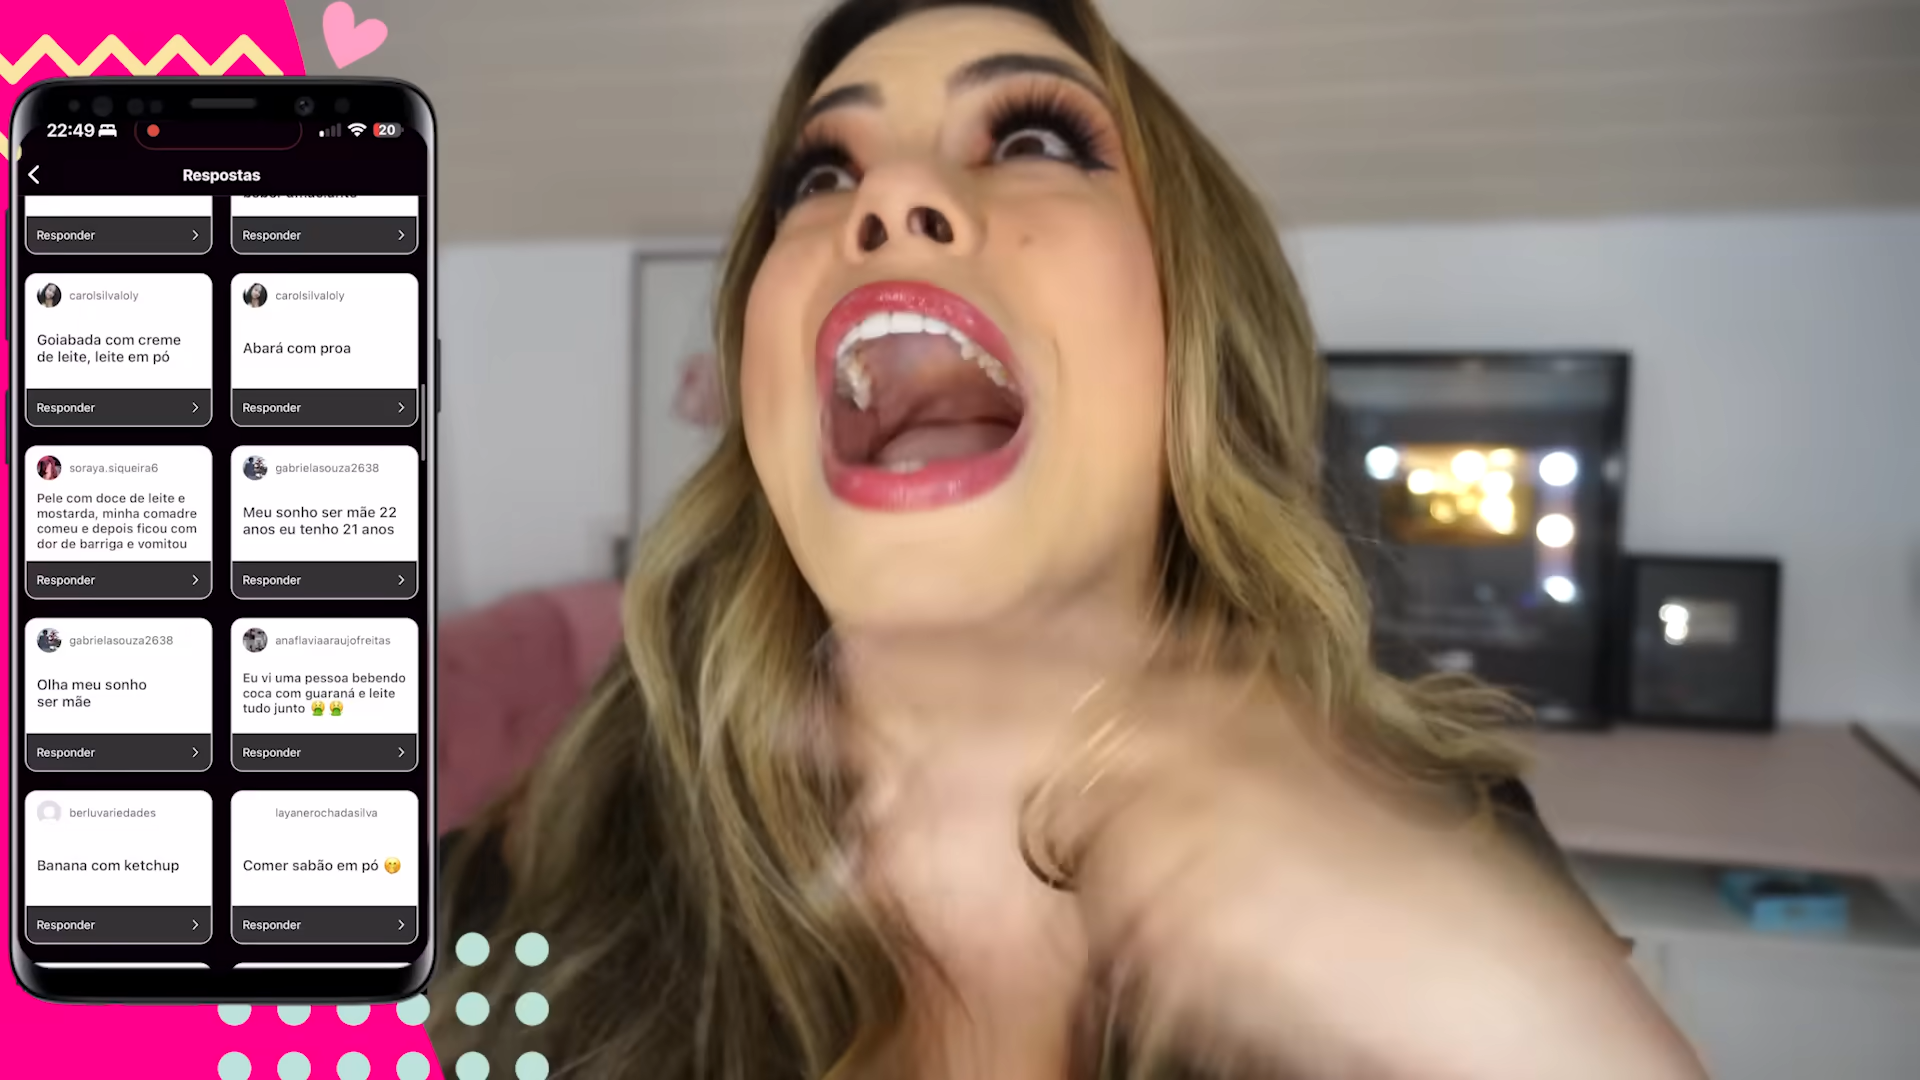 22:49
20
Respostas
Responder
Responder
carolsilvaloly
Goiabada com creme
de leite, leite em pó
Responder
carolsilvaloly
Abará com proa
Responder
soraya.siqueira6
Pele com doce de leite e
mostarda, minha comadre
comeu e depois ficou com
dor de barriga e vomitou
Responder
gabrielasouza2638
Meu sonho ser mãe 22
anos eu tenho 21 anos
Responder
gabrielasouza2638
Olha meu sonho
ser mãe
Responder
anaflaviaaraujofreitas
Eu vi uma pessoa bebendo
coca com guaraná e leite
tudo junto 🤮🤮
Responder
berluvariedades
Banana com ketchup
Responder
layanerochadasilva
Comer sabão em pó 🤭
Responder